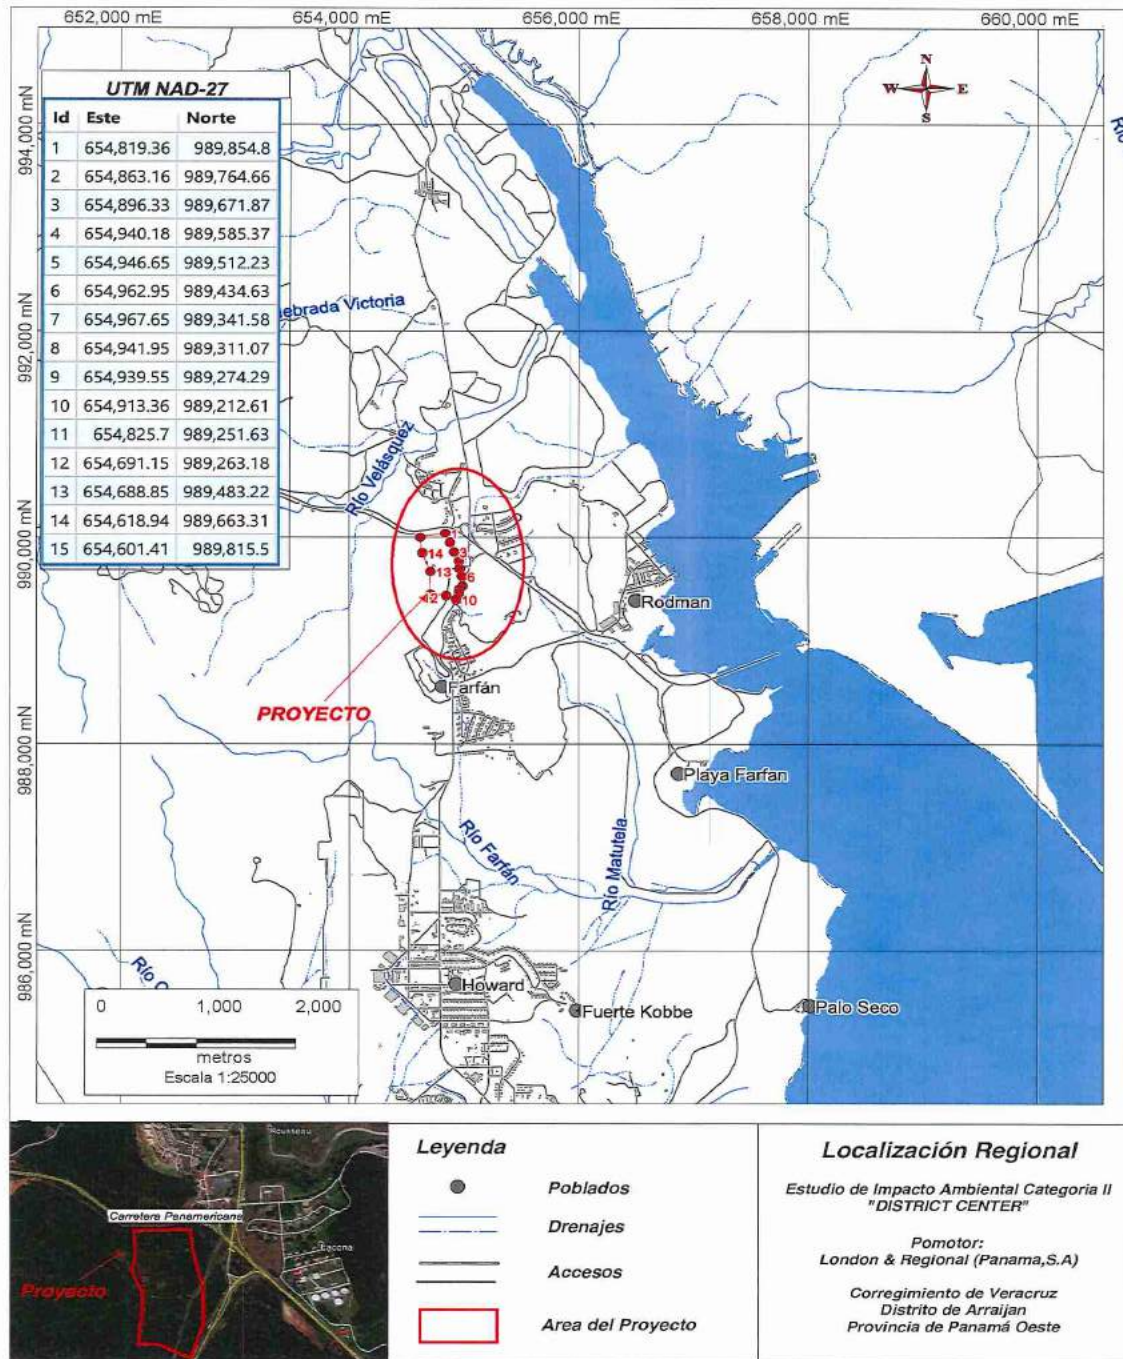 652,000 mE
654,000 mE
656,000 mE
658,000 mE
660,000 mE
994,000 mN
992,000 mN
990,000 mN
988,000 mN
986,000 mN
UTM NAD-27
Id Este Norte
1 654,819.36 989,854.8
2 654,863.16 989,764.66
3 654,896.33 989,671.87
4 654,940.18 989,585.37
5 654,946.65 989,512.23
6 654,962.95 989,434.63
7 654,967.65 989,341.58
8 654,941.95 989,311.07
9 654,939.55 989,274.29
10 654,913.36 989,212.61
11 654,825.7 989,251.63
12 654,691.15 989,263.18
13 654,688.85 989,483.22
14 654,618.94 989,663.31
15 654,601.41 989,815.5
N
W E
S
Río
ebrada Victoria
Río Velásquez
1
14
3
13
6
12
10
Rodman
Farfán
PROYECTO
Playa Farfan
Río Farfán
Río Matutela
Río C
Howard
Fuerte Kobbe
Palo Seco
0 1,000 2,000
metros
Escala 1:25000
Rousseau
Carretera Panamericana
Lacona
Proyecto
Leyenda
Poblados
Drenajes
Accesos
Area del Proyecto
Localización Regional
Estudio de Impacto Ambiental Categoria II
"DISTRICT CENTER"
Pomotor:
London & Regional (Panama,S.A)
Corregimiento de Veracruz
Distrito de Arraijan
Provincia de Panamá Oeste